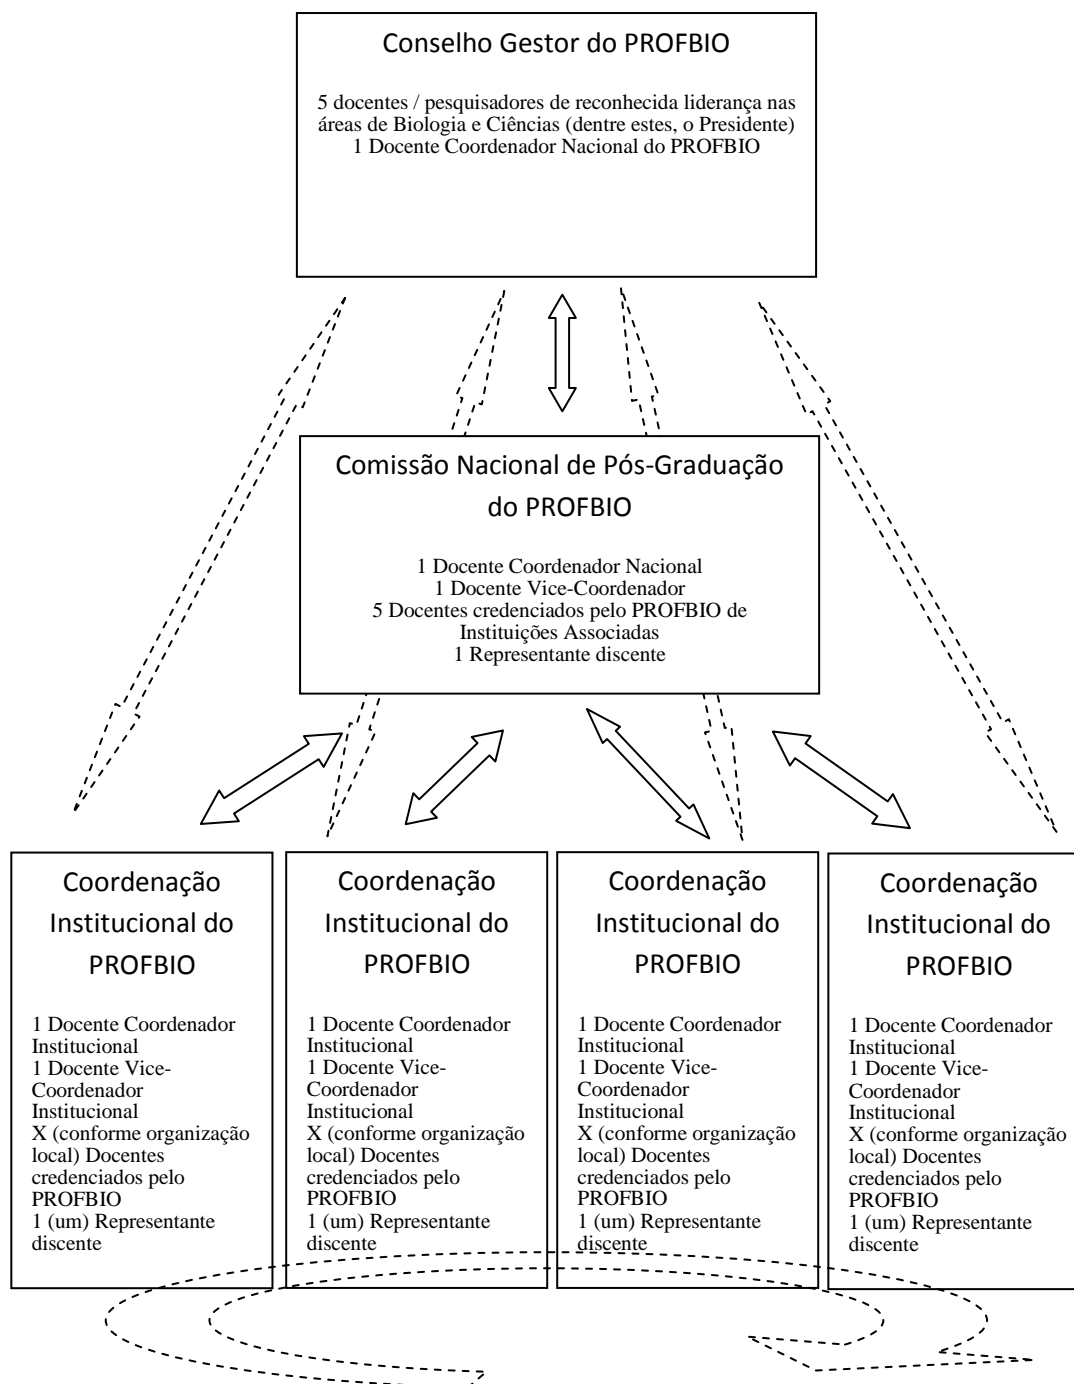 Conselho Gestor do PROFBIO
5 docentes / pesquisadores de reconhecida liderança nas
áreas de Biologia e Ciências (dentre estes, o Presidente)
1 Docente Coordenador Nacional do PROFBIO
Comissão Nacional de Pós-Graduação
do PROFBIO
1 Docente Coordenador Nacional
1 Docente Vice-Coordenador
5 Docentes credenciados pelo PROFBIO de
Instituições Associadas
1 Representante discente
Coordenação
Institucional do
PROFBIO
1 Docente Coordenador
Institucional
1 Docente Vice-
Coordenador
Institucional
X (conforme organização
local) Docentes
credenciados pelo
PROFBIO
1 (um) Representante
discente
Coordenação
Institucional do
PROFBIO
1 Docente Coordenador
Institucional
1 Docente Vice-
Coordenador
Institucional
X (conforme organização
local) Docentes
credenciados pelo
PROFBIO
1 (um) Representante
discente
Coordenação
Institucional do
PROFBIO
1 Docente Coordenador
Institucional
1 Docente Vice-
Coordenador
Institucional
X (conforme organização
local) Docentes
credenciados pelo
PROFBIO
1 (um) Representante
discente
Coordenação
Institucional do
PROFBIO
1 Docente Coordenador
Institucional
1 Docente Vice-
Coordenador
Institucional
X (conforme organização
local) Docentes
credenciados pelo
PROFBIO
1 (um) Representante
discente